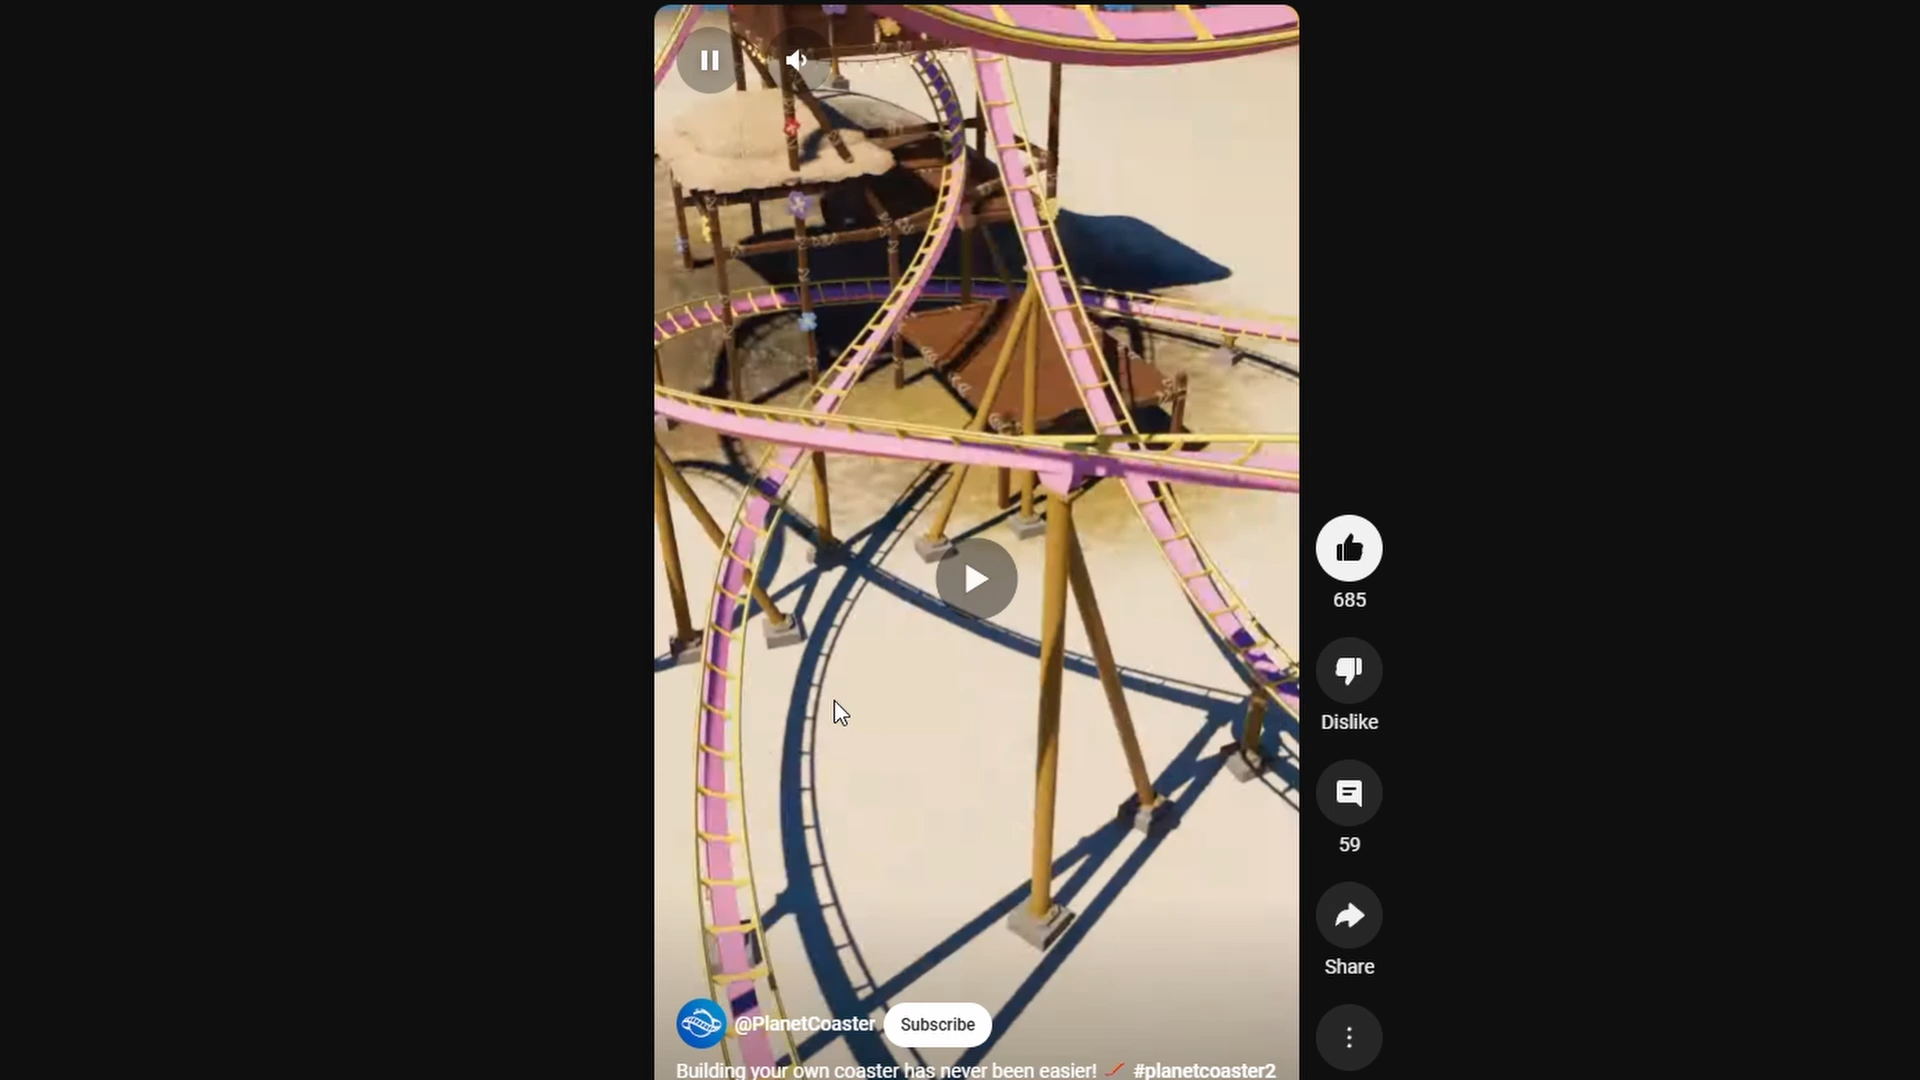 685
Dislike
59
Share
@PlanetCoaster Subscribe
Building your own coaster has never been easier! #planetcoaster2